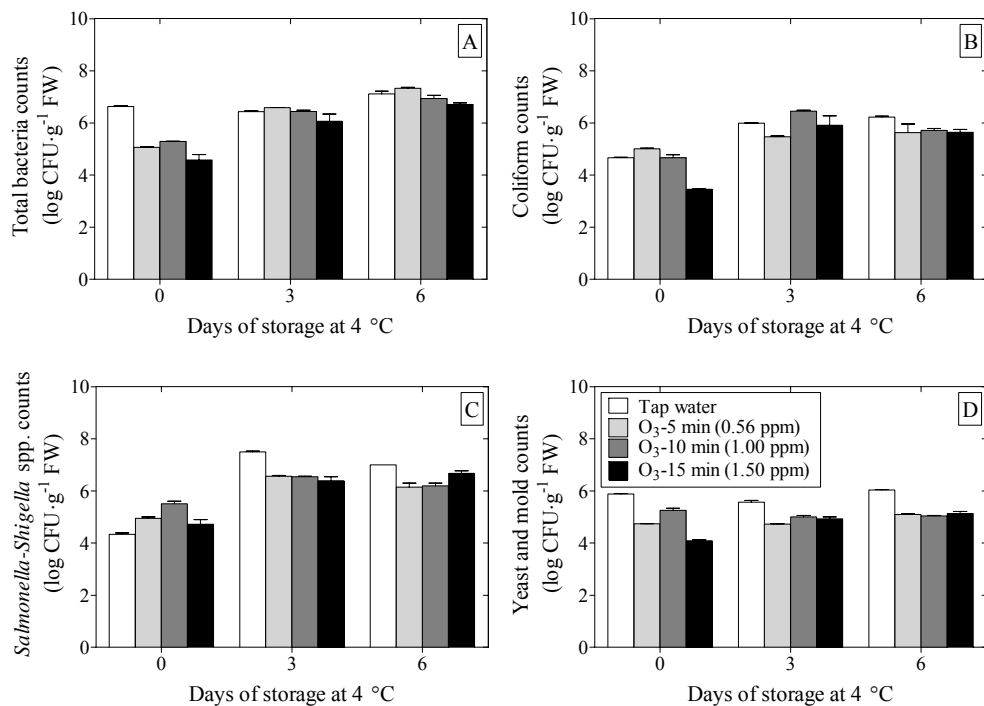 A
Total bacteria counts
(log CFU·g⁻¹ FW)
10
8
6
4
2
0
0 3 6
Days of storage at 4 °C
B
Coliform counts
(log CFU·g⁻¹ FW)
10
8
6
4
2
0
0 3 6
Days of storage at 4 °C
C
Salmonella-Shigella spp. counts
(log CFU·g⁻¹ FW)
10
8
6
4
2
0
0 3 6
Days of storage at 4 °C
D
Yeast and mold counts
(log CFU·g⁻¹ FW)
10
8
6
4
2
0
Tap water
O₃-5 min (0.56 ppm)
O₃-10 min (1.00 ppm)
O₃-15 min (1.50 ppm)
0 3 6
Days of storage at 4 °C